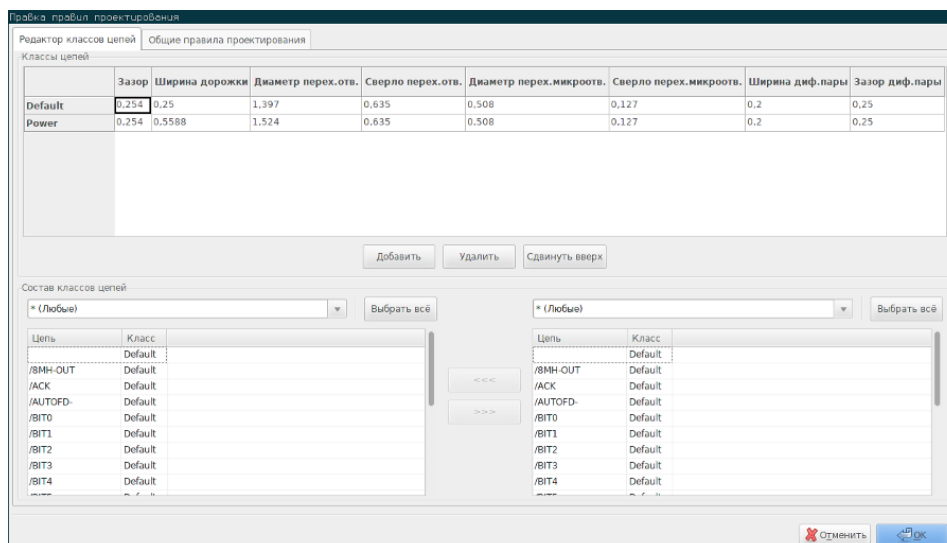 Правка правил проектирования
Редактор классов цепей Общие правила проектирования
Классы цепей
Зазор Ширина дорожки Диаметр перех.отв. Сверло перех.отв. Диаметр перех.микроотв. Сверло перех.микроотв. Ширина диф.пары Зазор диф.пары
Default 0,254 0,25 1,397 0,635 0,508 0,127 0,2 0,25
Power 0,254 0,5588 1,524 0,635 0,508 0,127 0,2 0,25
Добавить Удалить Сдвинуть вверх
Состав классов цепей
* (Любые) Выбрать всё * (Любые) Выбрать всё
Цепь Класс Цепь Класс
Default Default
/8MH-OUT Default /8MH-OUT Default
/ACK Default <<< /ACK Default
/AUTOFD- Default /AUTOFD- Default
/BIT0 Default >>> /BIT0 Default
/BIT1 Default /BIT1 Default
/BIT2 Default /BIT2 Default
/BIT3 Default /BIT3 Default
/BIT4 Default /BIT4 Default
Отменить ОК